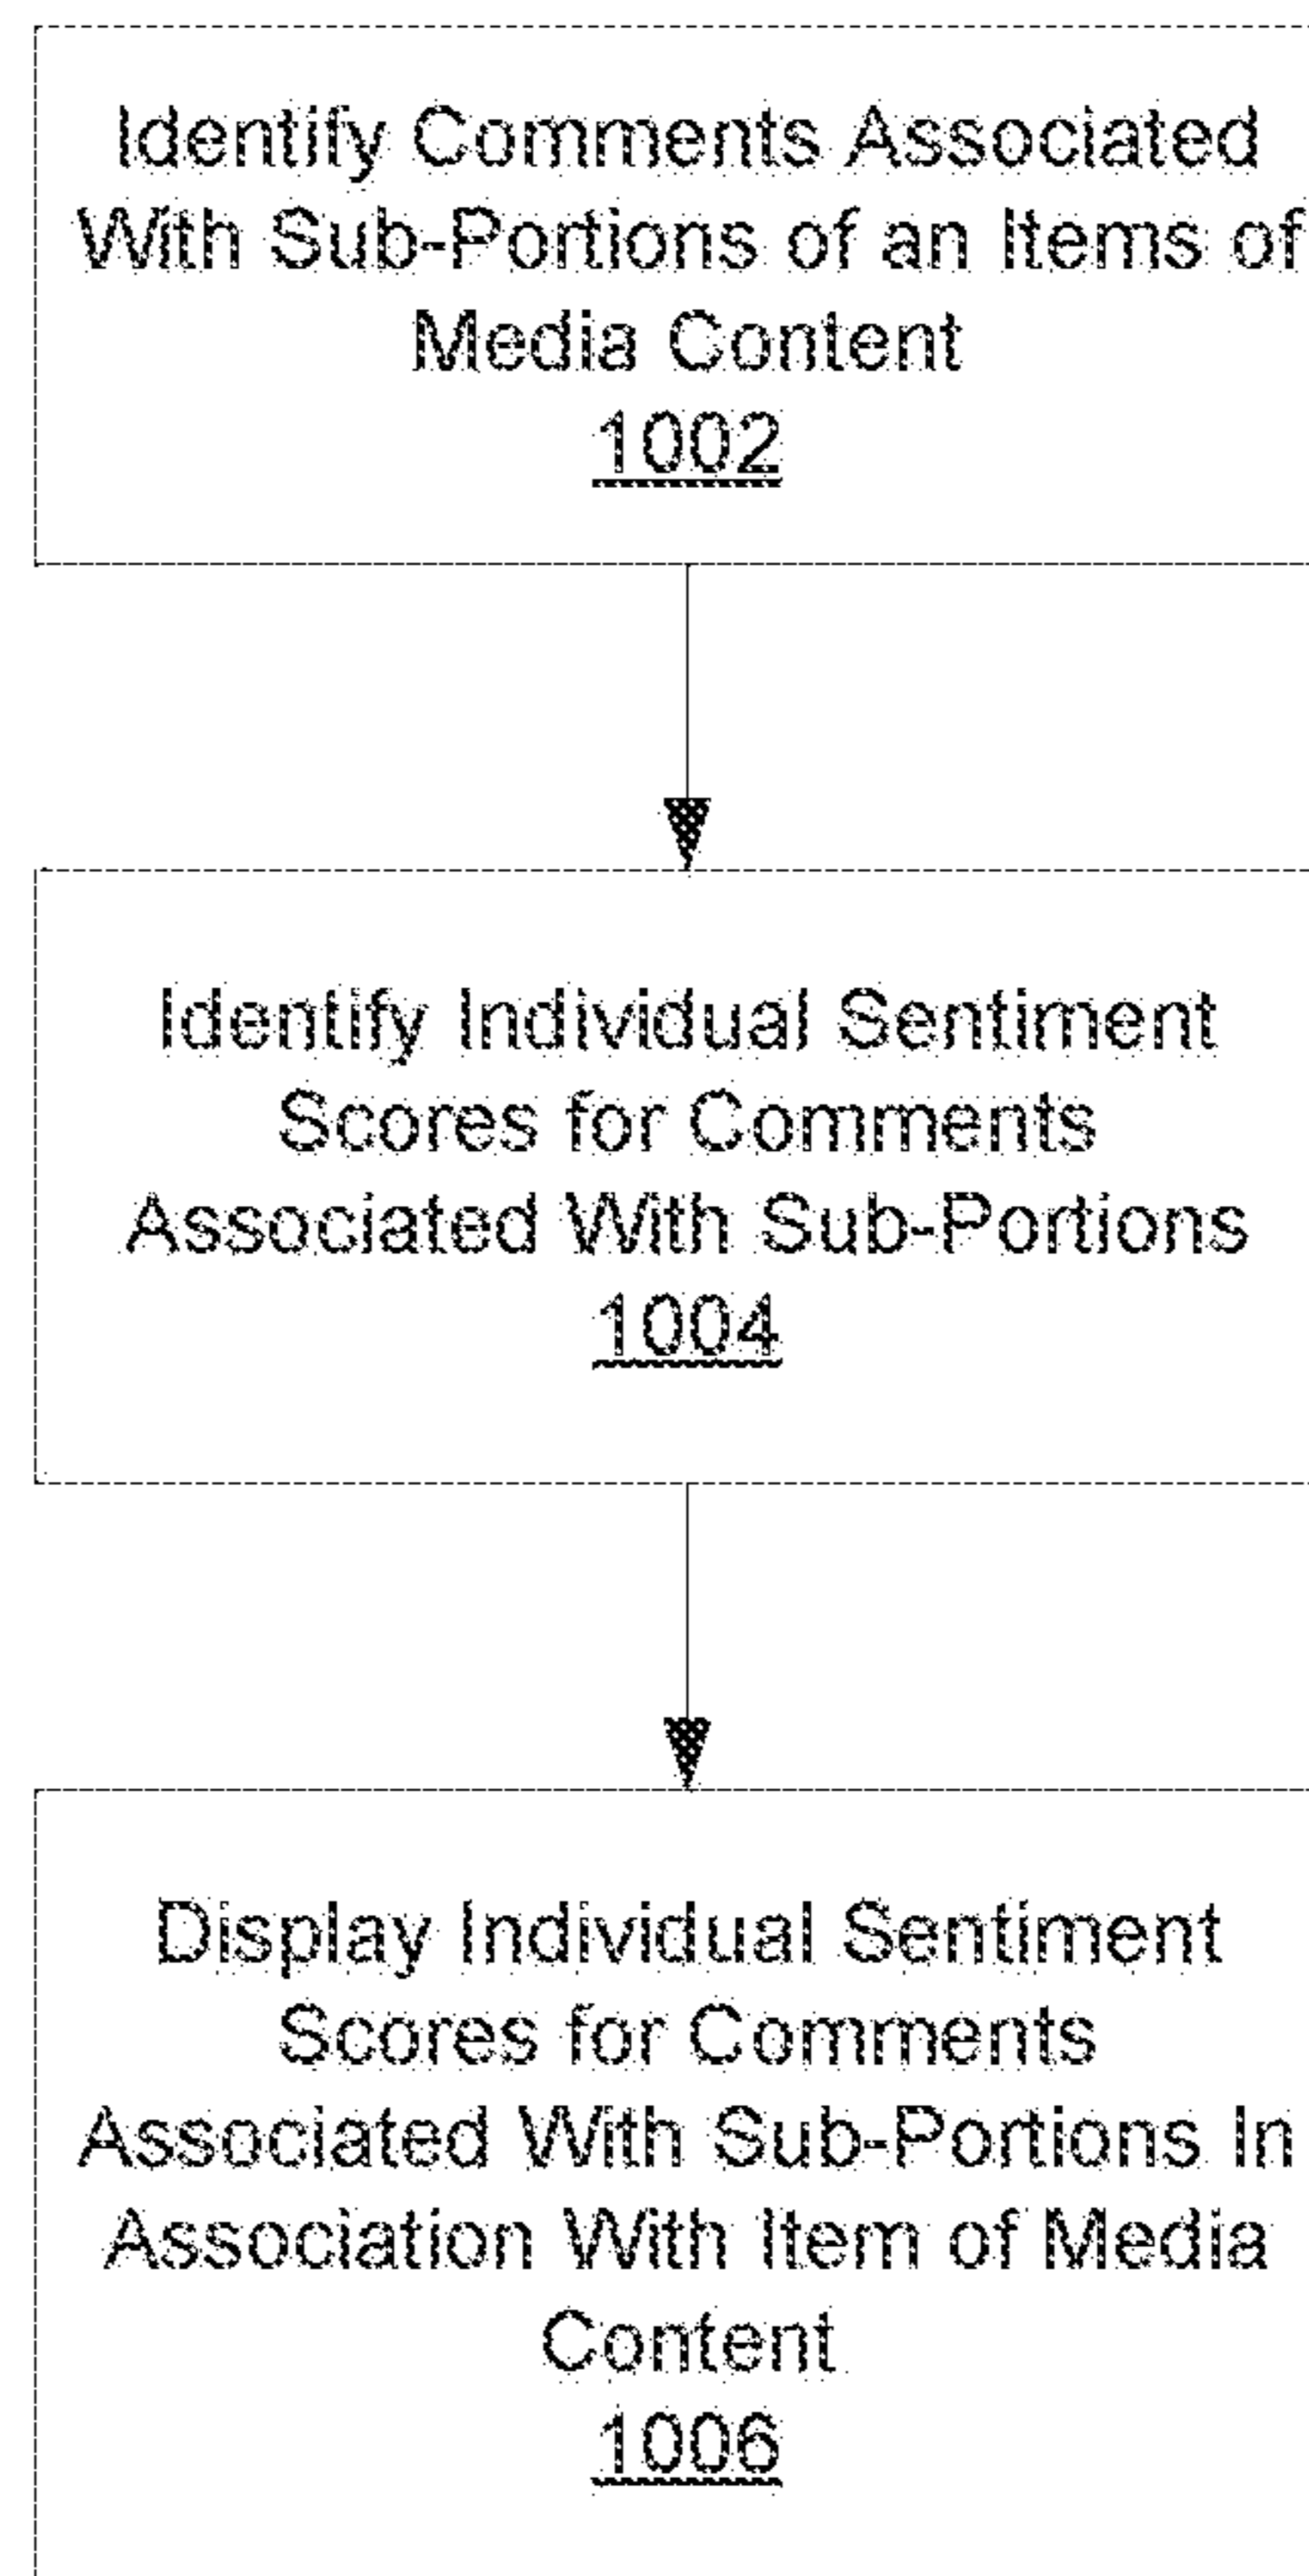 Identify Comments Associated
With Sub-Portions of an Items of
Media Content
1002
Identify Individual Sentiment
Scores for Comments
Associated With Sub-Portions
1004
Display Individual Sentiment
Scores for Comments
Associated With Sub-Portions In
Association With Item of Media
Content
1006